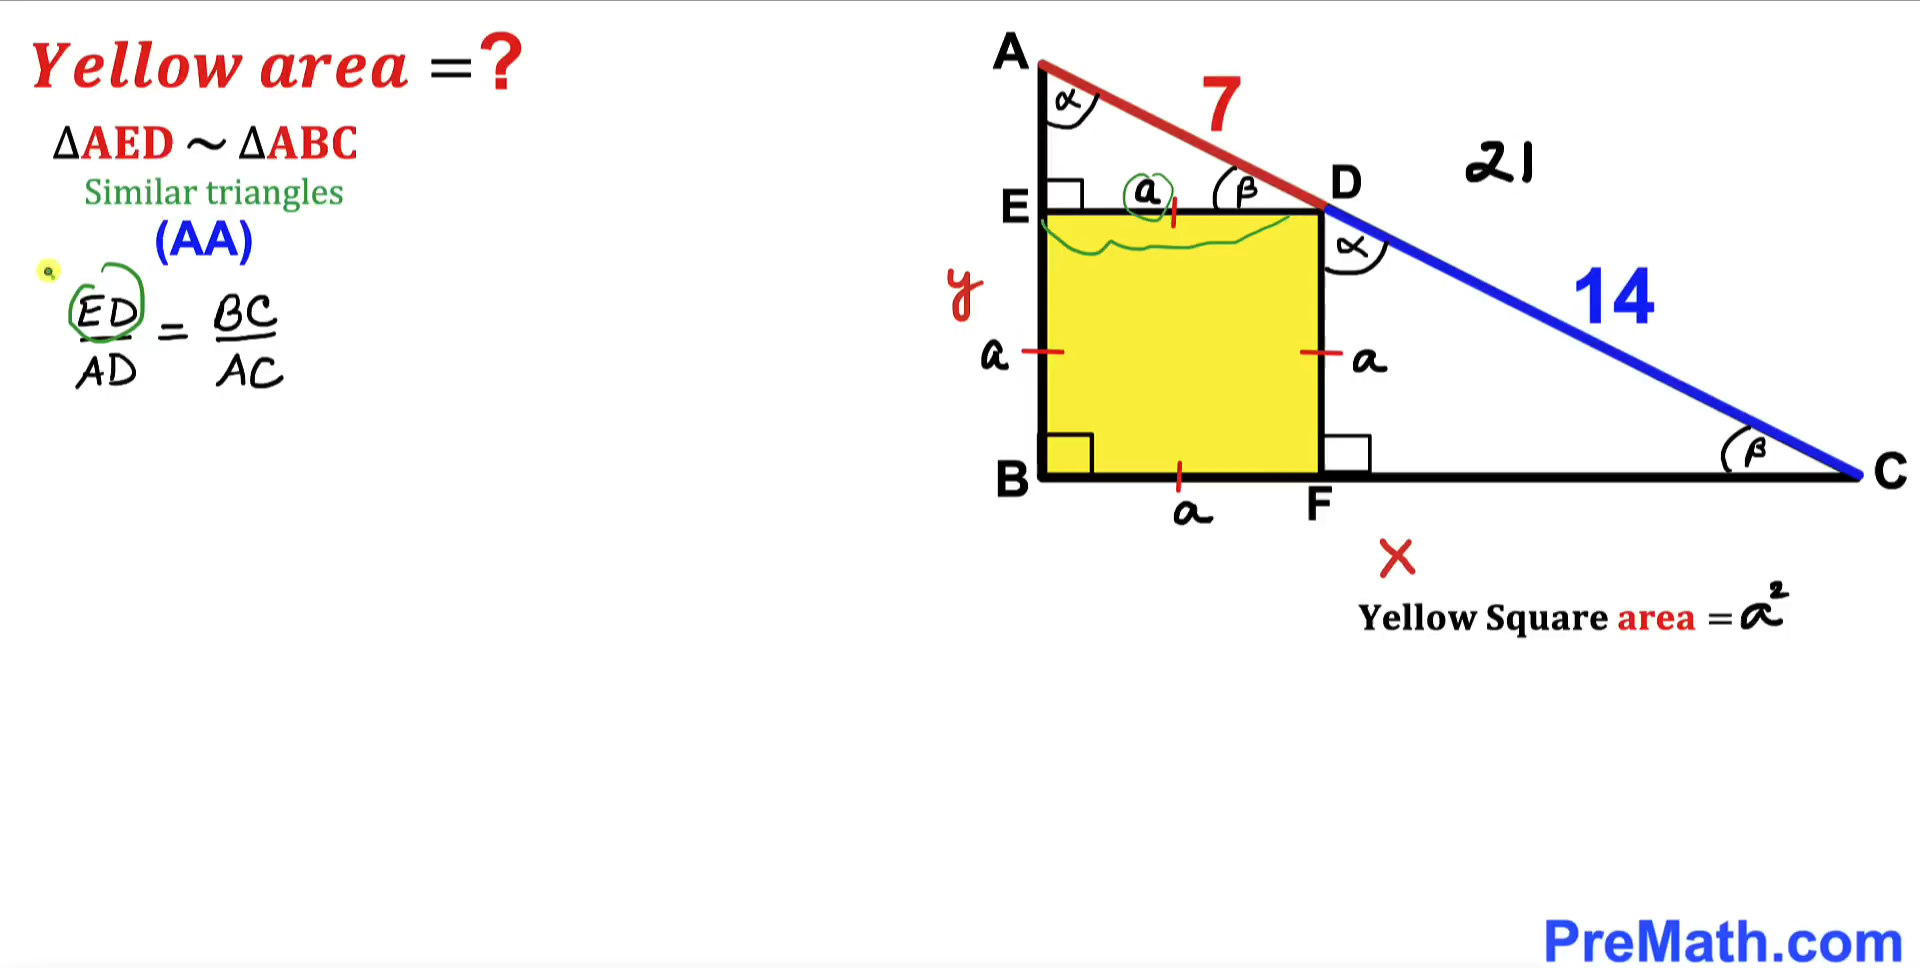 Yellow area = ?
ΔAED ~ ΔABC
Similar triangles
(AA)
ED/AD = BC/AC
A
α
7
21
E
a
β
D
α
y
14
a
a
β
B
a
F
C
x
Yellow Square area = a²
PreMath.com